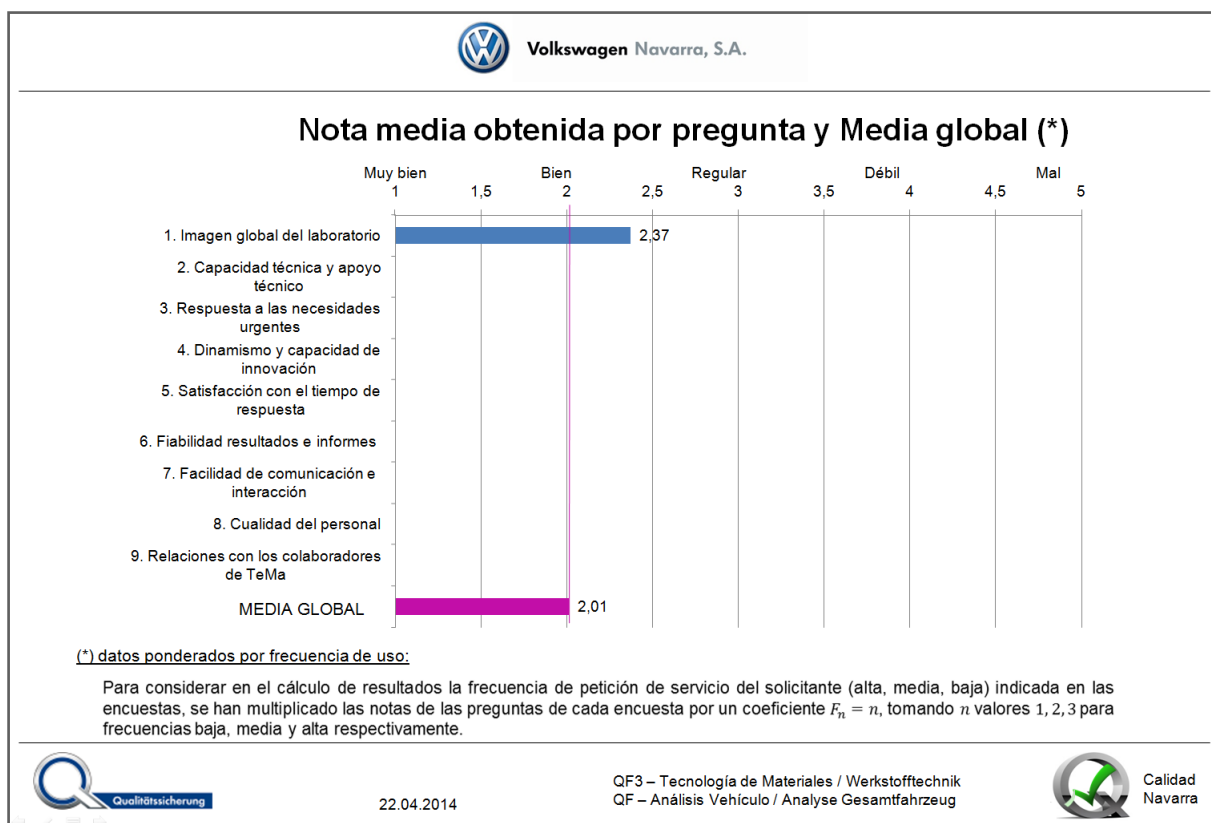 Volkswagen Navarra, S.A.
Nota media obtenida por pregunta y Media global (*)
Muy bien Bien Regular Débil Mal
1 1,5 2 2,5 3 3,5 4 4,5 5
1. Imagen global del laboratorio 2,37
2. Capacidad técnica y apoyo
técnico
3. Respuesta a las necesidades
urgentes
4. Dinamismo y capacidad de
innovación
5. Satisfacción con el tiempo de
respuesta
6. Fiabilidad resultados e informes
7. Facilidad de comunicación e
interacción
8. Cualidad del personal
9. Relaciones con los colaboradores
de TeMa
MEDIA GLOBAL 2,01
(*) datos ponderados por frecuencia de uso:
Para considerar en el cálculo de resultados la frecuencia de petición de servicio del solicitante (alta, media, baja) indicada en las
encuestas, se han multiplicado las notas de las preguntas de cada encuesta por un coeficiente Fₙ = n, tomando n valores 1, 2, 3 para
frecuencias baja, media y alta respectivamente.
Qualitätssicherung
22.04.2014
QF3 – Tecnología de Materiales / Werkstofftechnik
QF – Análisis Vehículo / Analyse Gesamtfahrzeug
Calidad
Navarra